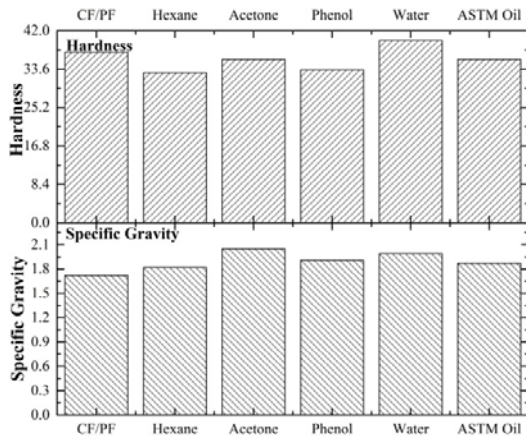 CF/PF Hexane Acetone Phenol Water ASTM Oil
42.0
Hardness
33.6
25.2
16.8
8.4
0.0
Hardness
Specific Gravity
2.1
1.8
1.5
1.2
0.9
0.6
0.3
0.0
Specific Gravity
CF/PF Hexane Acetone Phenol Water ASTM Oil